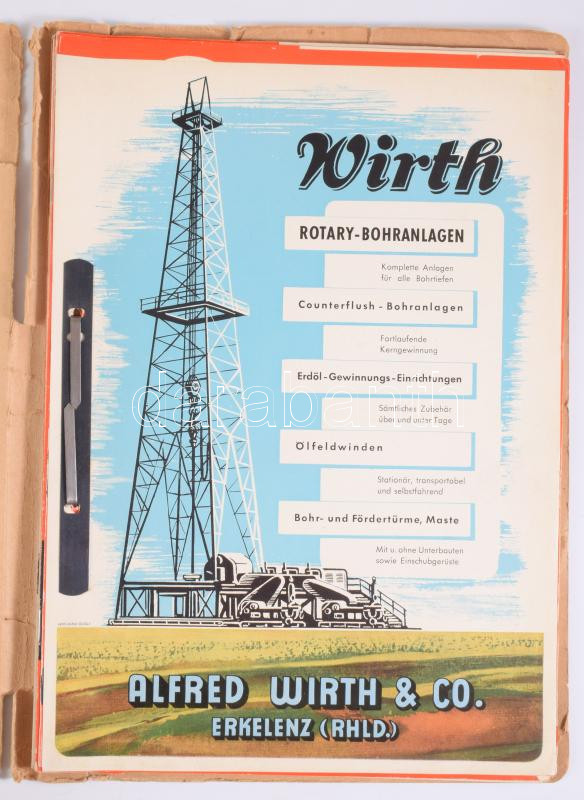 Wirth
ROTARY-BOHRANLAGEN
Komplette Anlagen
für alle Bohrtiefen
Counterflush - Bohranlagen
Fortlaufende
Kerngewinnung
Erdöl-Gewinnungs-Einrichtungen
Sämtliches Zubehör
über und unter Tage
Ölfeldwinden
Stationär, transportabel
und selbstfahrend
Bohr- und Fördertürme, Maste
Mit u. ohne Unterbauten
sowie Einschubgerüste
darabanth
ALFRED WIRTH & CO.
ERKELENZ (RHLD.)